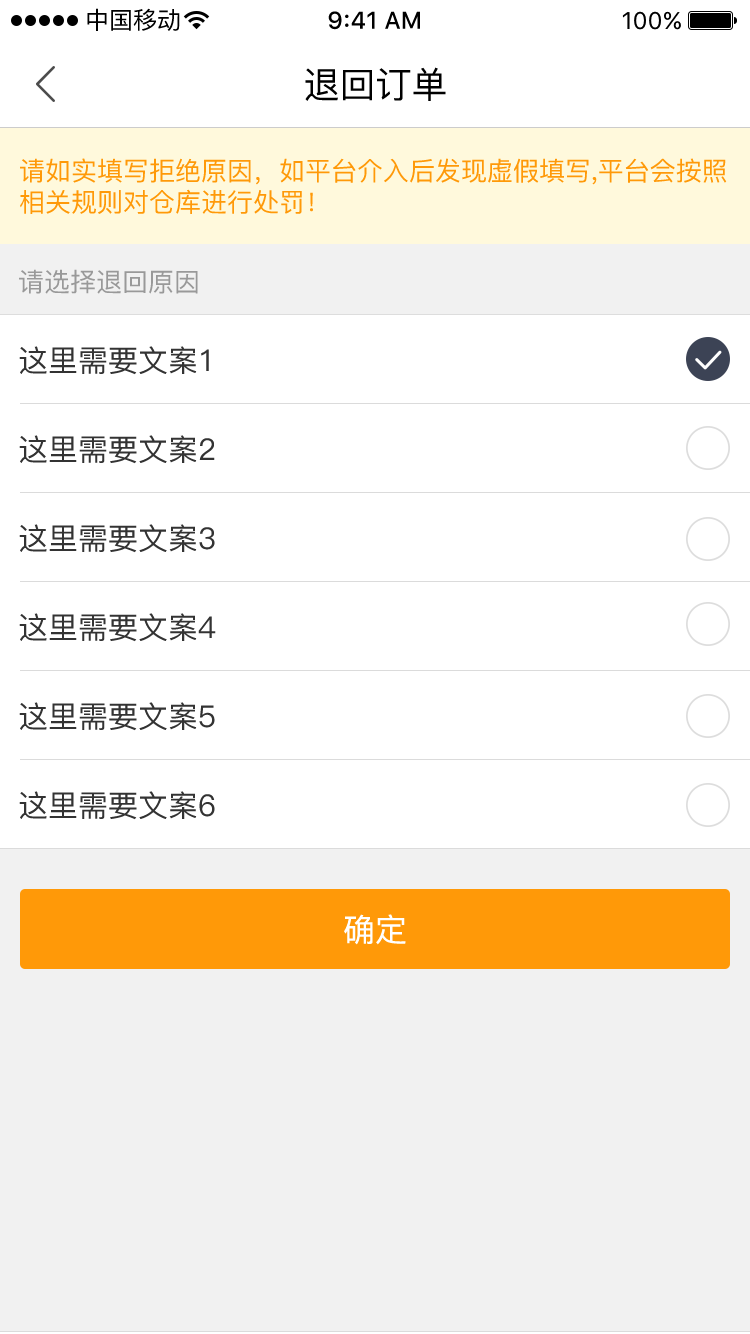 中国移动
9:41 AM
100%
退回订单
请如实填写拒绝原因，如平台介入后发现虚假填写,平台会按照
相关规则对仓库进行处罚！
请选择退回原因
这里需要文案1
这里需要文案2
这里需要文案3
这里需要文案4
这里需要文案5
这里需要文案6
确定